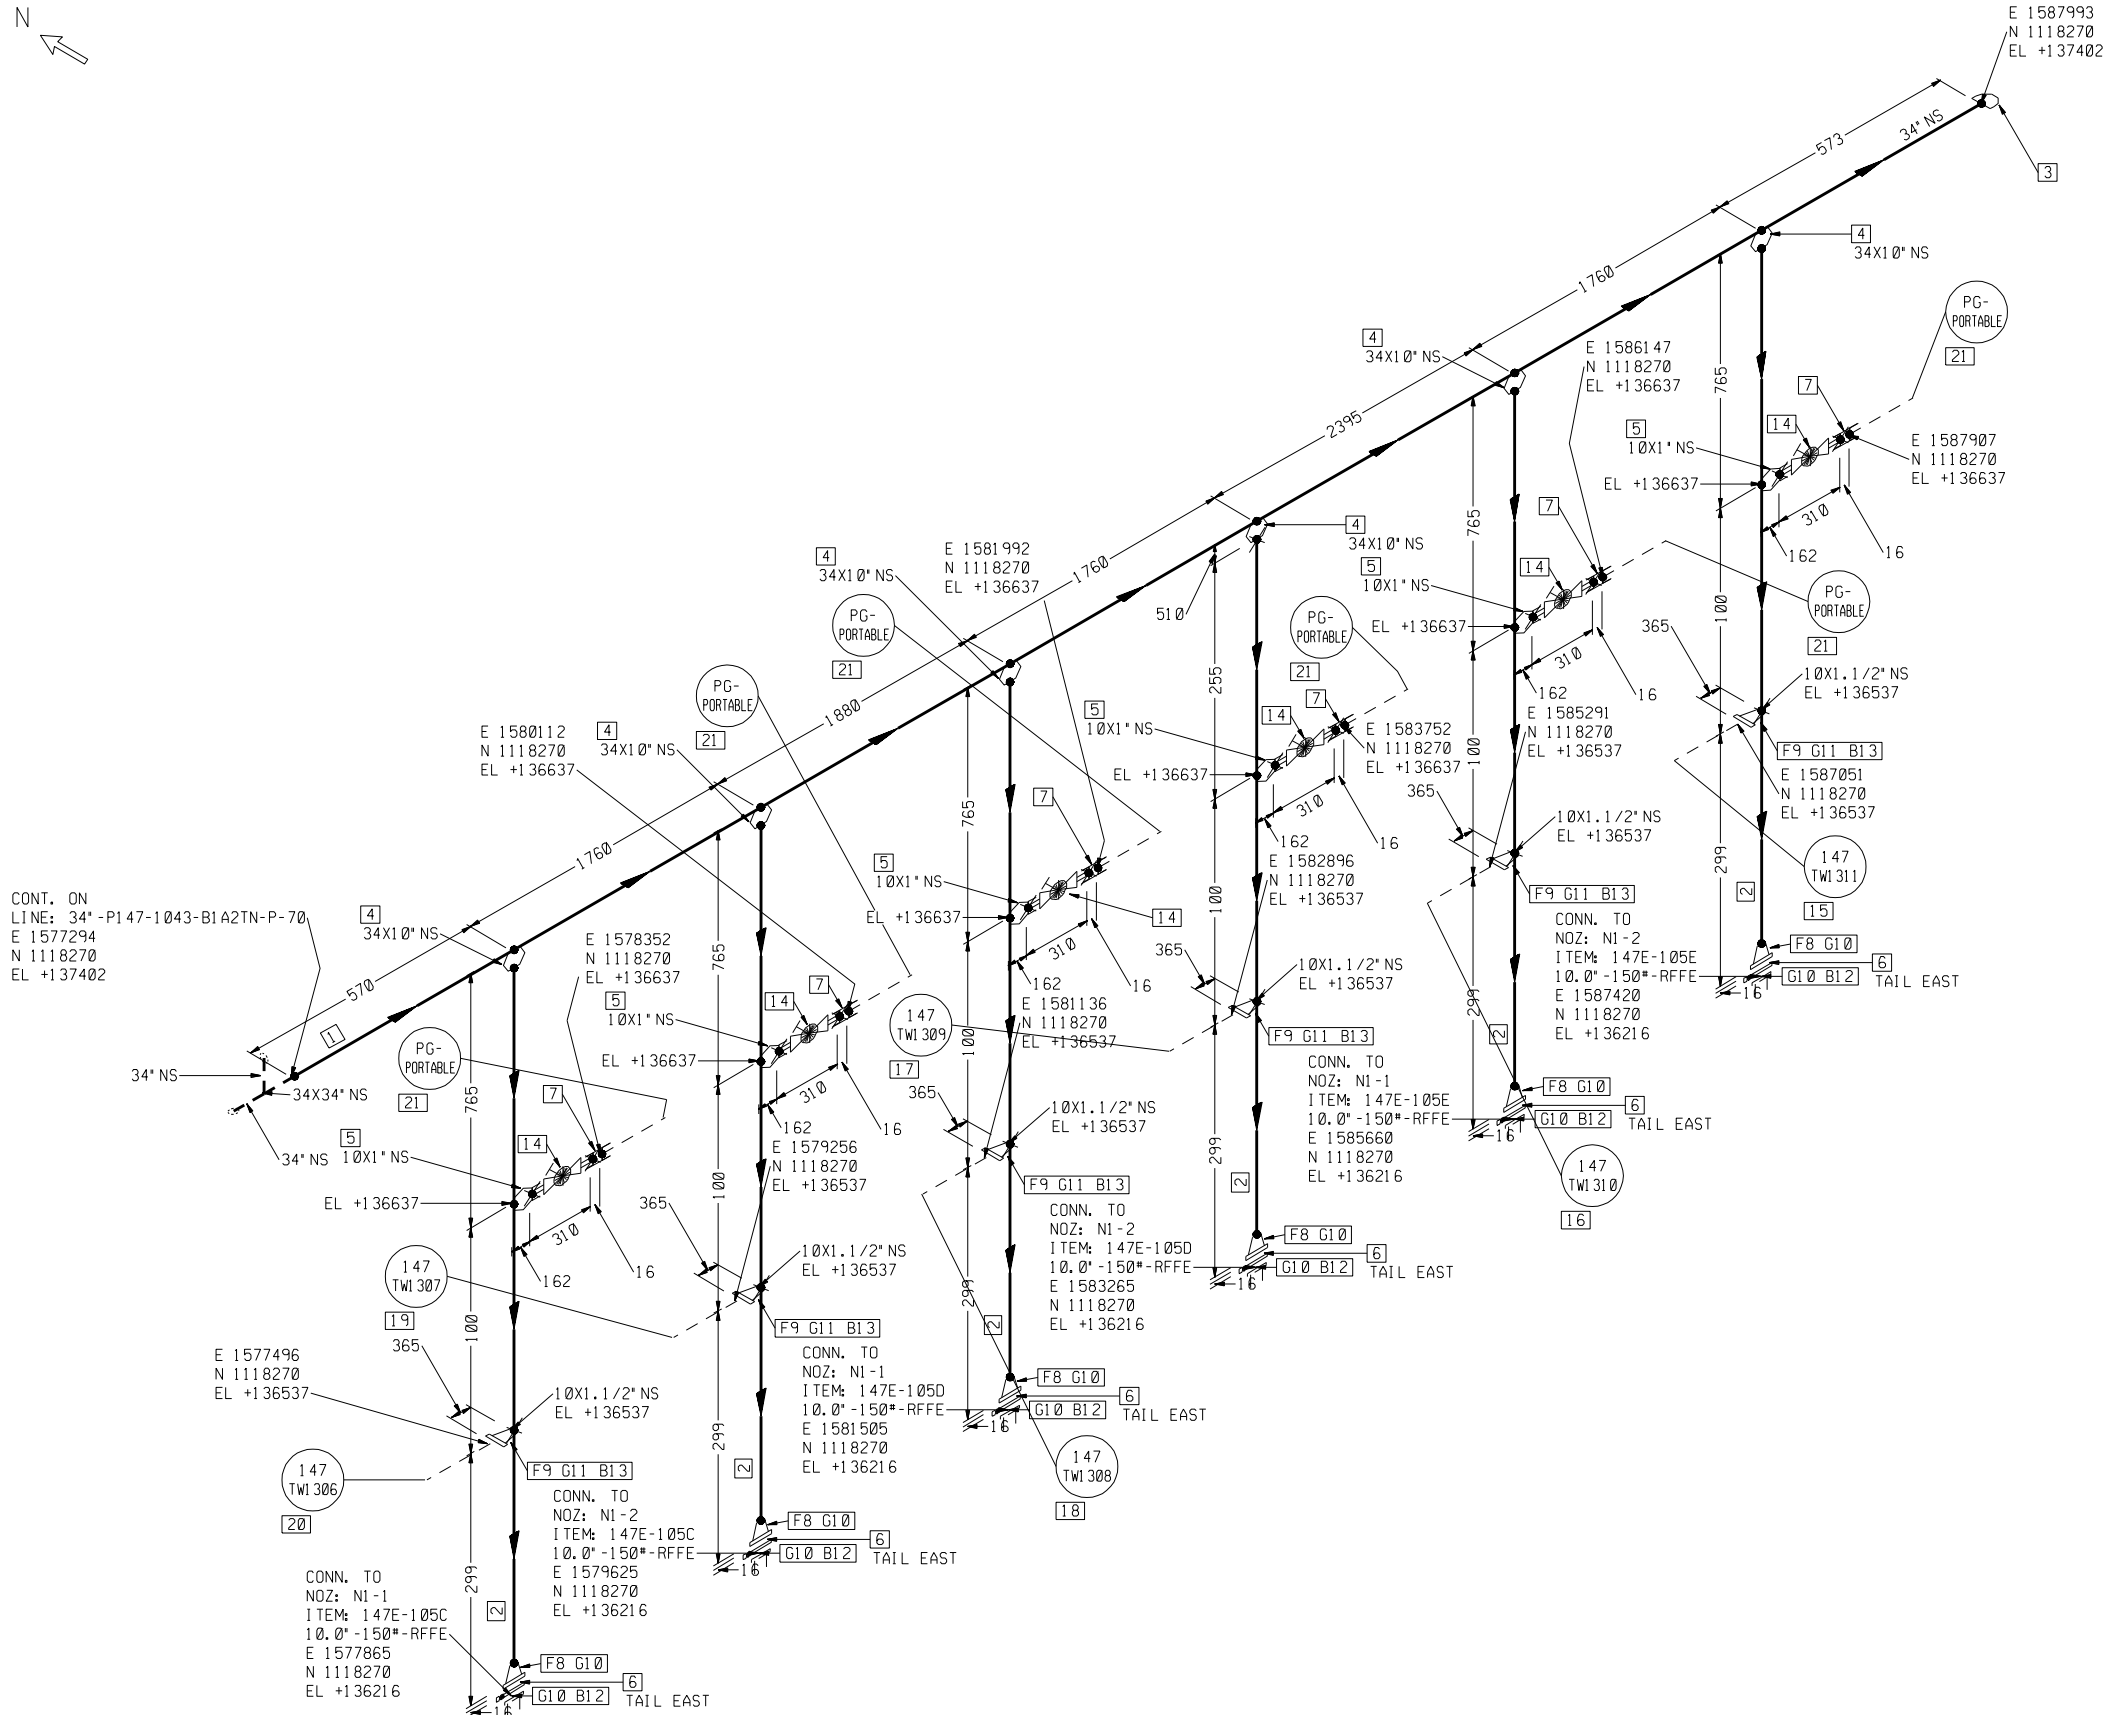 N
E 1587993
N 1118270
EL +137402
34" NS
573
3
4
34X10" NS
1760
PG-
PORTABLE
21
4
34X10" NS
E 1586147
N 1118270
EL +136637
765
7
14
5
10X1" NS
EL +136637
E 1587907
N 1118270
EL +136637
310
162
16
2395
765
7
14
5
10X1" NS
EL +136637
310
162
16
PG-
PORTABLE
21
100
365
10X1.1/2" NS
EL +136537
F9 G11 B13
E 1587051
N 1118270
EL +136537
147
TW1311
15
299
2
F8 G10
6
G10 B12
TAIL EAST
16
4
34X10" NS
510
1760
4
34X10" NS
E 1581992
N 1118270
EL +136637
PG-
PORTABLE
21
255
PG-
PORTABLE
21
7
14
5
10X1" NS
EL +136637
E 1583752
N 1118270
EL +136637
310
162
16
E 1585291
N 1118270
EL +136537
100
365
10X1.1/2" NS
EL +136537
F9 G11 B13
CONN. TO
NOZ: N1-2
ITEM: 147E-105E
10.0"-150#-RFFE
E 1587420
N 1118270
EL +136216
299
2
F8 G10
6
G10 B12
TAIL EAST
16
147
TW1310
16
1880
PG-
PORTABLE
21
E 1580112
N 1118270
EL +136637
4
34X10" NS
765
7
5
10X1" NS
EL +136637
14
310
162
16
E 1582896
N 1118270
EL +136537
100
365
10X1.1/2" NS
EL +136537
F9 G11 B13
147
TW1309
17
CONN. TO
NOZ: N1-1
ITEM: 147E-105E
10.0"-150#-RFFE
E 1585660
N 1118270
EL +136216
299
2
F8 G10
6
G10 B12
TAIL EAST
16
1760
CONT. ON
LINE: 34"-P147-1043-B1A2TN-P-70
E 1577294
N 1118270
EL +137402
4
34X10" NS
570
1
34" NS
34X34" NS
34" NS
E 1578352
N 1118270
EL +136637
765
7
14
5
10X1" NS
EL +136637
310
162
16
E 1581136
N 1118270
EL +136537
100
365
10X1.1/2" NS
EL +136537
F9 G11 B13
CONN. TO
NOZ: N1-2
ITEM: 147E-105D
10.0"-150#-RFFE
E 1583265
N 1118270
EL +136216
299
2
F8 G10
6
G10 B12
TAIL EAST
16
147
TW1308
18
PG-
PORTABLE
21
765
7
14
5
10X1" NS
EL +136637
310
162
16
E 1579256
N 1118270
EL +136537
100
365
10X1.1/2" NS
EL +136537
F9 G11 B13
147
TW1307
19
CONN. TO
NOZ: N1-1
ITEM: 147E-105D
10.0"-150#-RFFE
E 1581505
N 1118270
EL +136216
299
2
F8 G10
6
G10 B12
TAIL EAST
16
100
365
E 1577496
N 1118270
EL +136537
10X1.1/2" NS
EL +136537
F9 G11 B13
147
TW1306
20
CONN. TO
NOZ: N1-2
ITEM: 147E-105C
10.0"-150#-RFFE
E 1579625
N 1118270
EL +136216
299
2
CONN. TO
NOZ: N1-1
ITEM: 147E-105C
10.0"-150#-RFFE
E 1577865
N 1118270
EL +136216
F8 G10
6
G10 B12
TAIL EAST
16